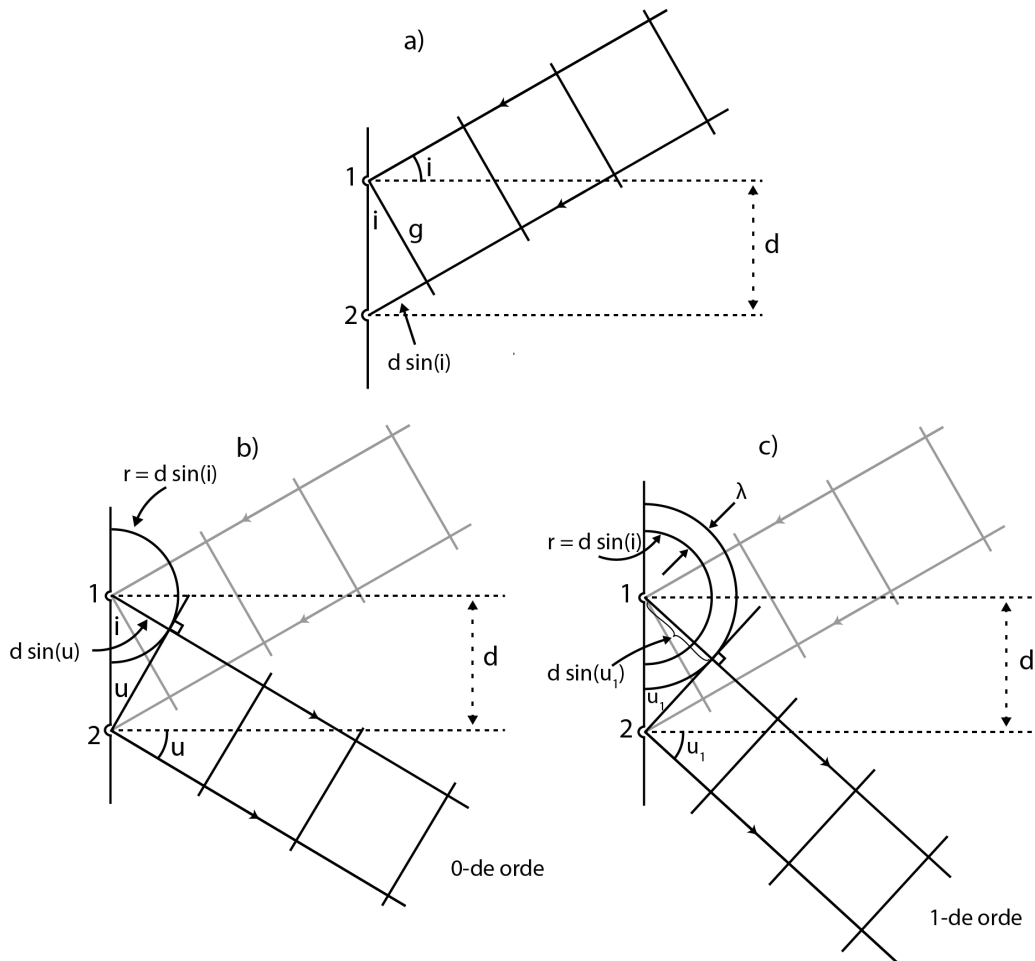 a)
1
i
i
g
d
2
d sin(i)
b)
r = d sin(i)
1
i
d sin(u)
d
u
2
u
0-de orde
c)
λ
r = d sin(i)
1
d sin(u₁)
d
u₁
2
u₁
1-de orde